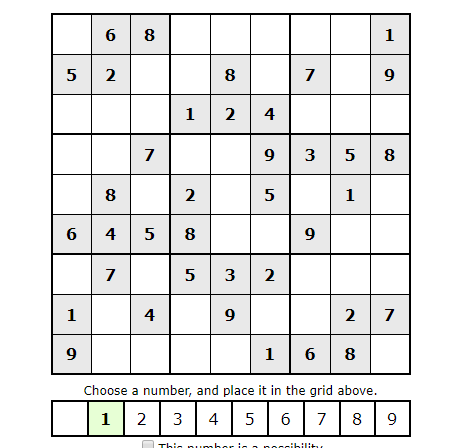 6 8 1
5 2 8 7 9
1 2 4
7 9 3 5 8
8 2 5 1
6 4 5 8 9
7 5 3 2
1 4 9 2 7
9 1 6 8
Choose a number, and place it in the grid above.
1 2 3 4 5 6 7 8 9
This number is a possibility